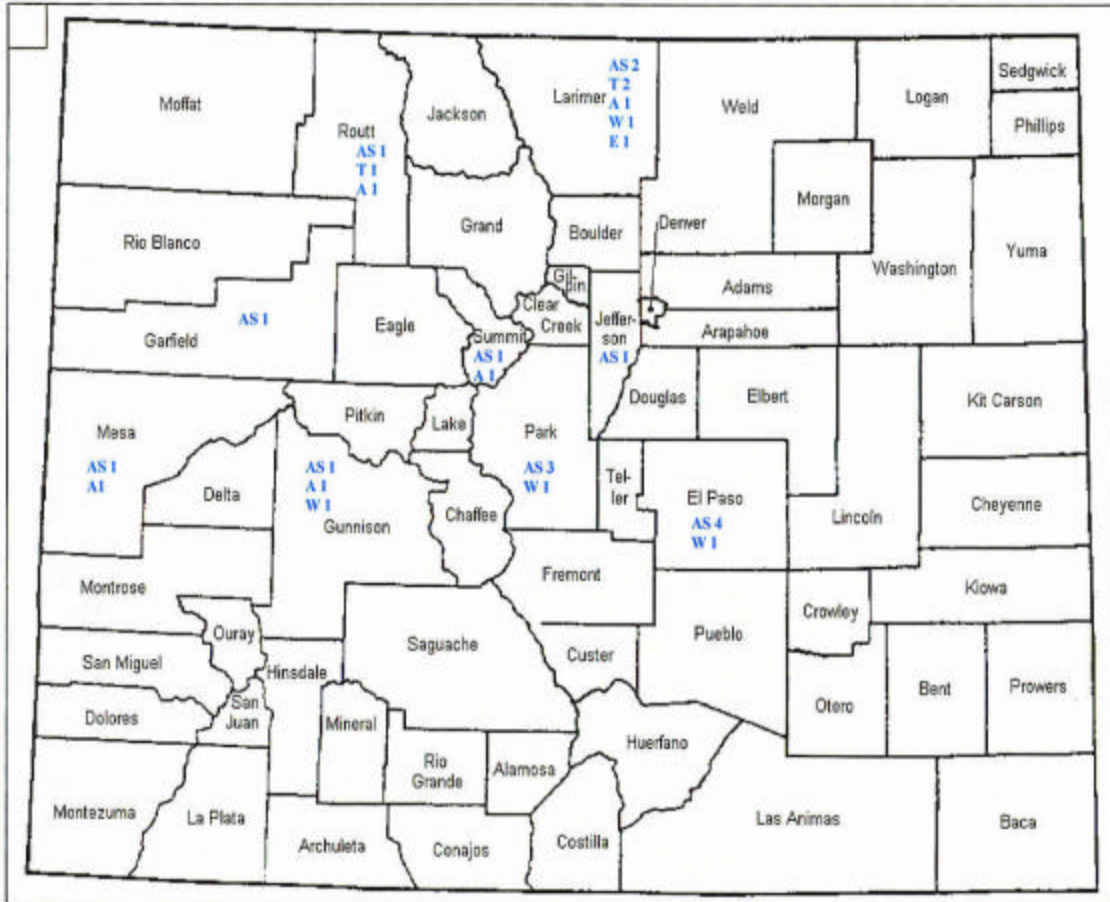 Moffat
Routt
AS 1
T 1
A 1
Jackson
Larimer
AS 2
T 2
A 1
W 1
E 1
Weld
Logan
Sedgwick
Phillips
Morgan
Rio Blanco
Grand
Boulder
Denver
Washington
Yuma
Garfield
AS 1
Eagle
Summit
AS 1
A 1
Gil-
pin
Clear
Creek
Jeffer-
son
AS 1
Adams
Arapahoe
Mesa
AS 1
A1
Pitkin
Lake
Park
AS 3
W 1
Douglas
Elbert
Kit Carson
Delta
AS 1
A 1
W 1
Gunnison
Chaffee
Tel-
ler
El Paso
AS 4
W 1
Lincoln
Cheyenne
Montrose
Fremont
Crowley
Kiowa
Ouray
Saguache
Custer
Pueblo
San Miguel
Hinsdale
Otero
Bent
Prowers
Dolores
San
Juan
Mineral
Rio
Grande
Alamosa
Huerfano
Montezuma
La Plata
Archuleta
Conajos
Costilla
Las Animas
Baca